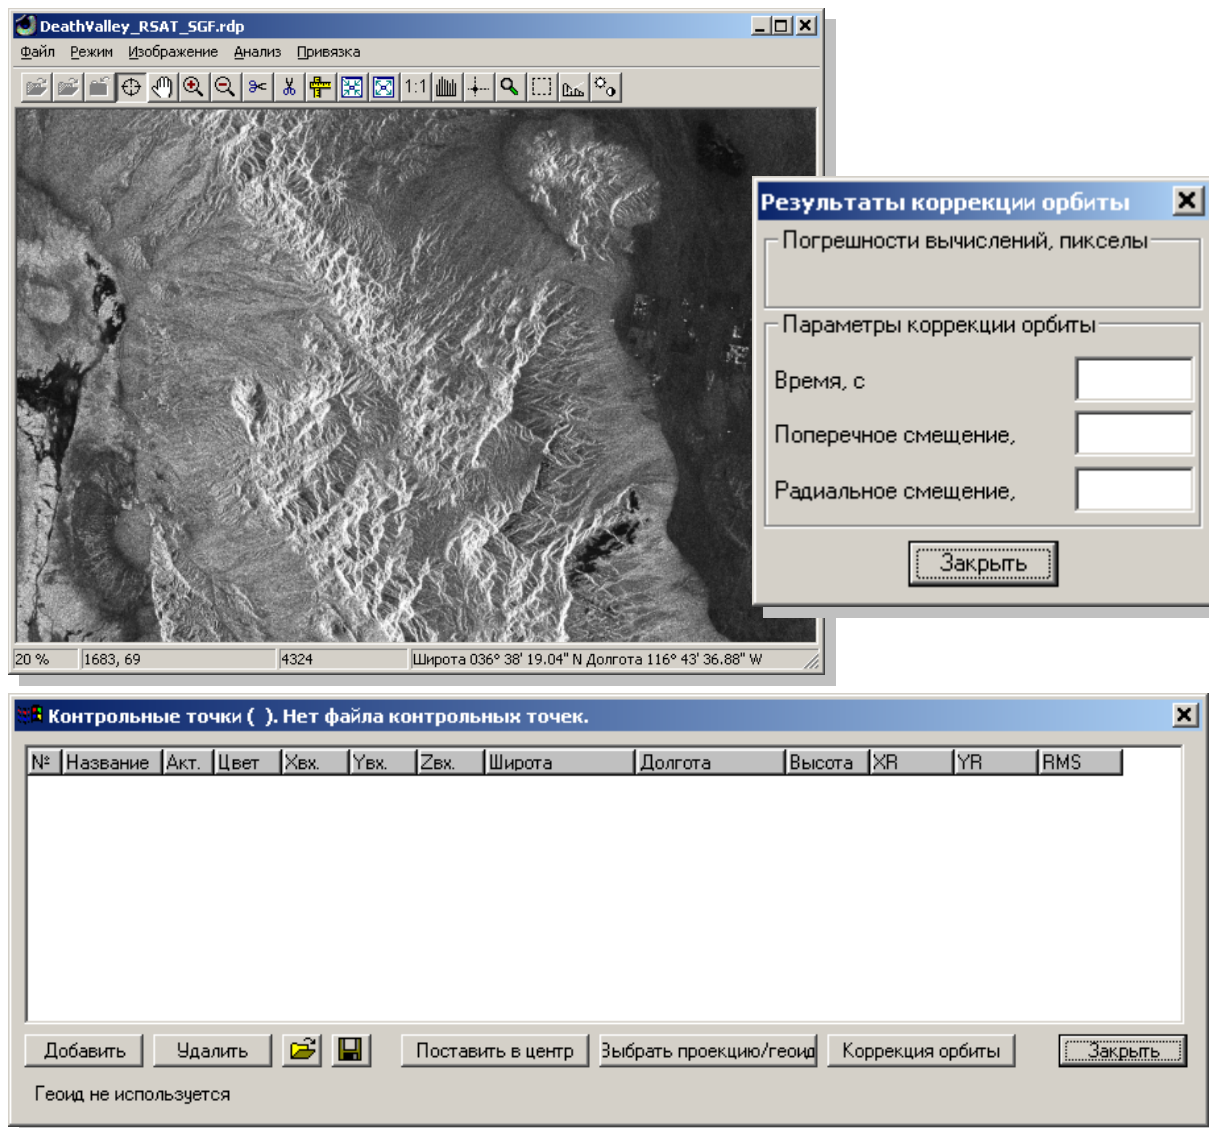 DeathValley_RSAT_SGF.rdp
Файл Режим Изображение Анализ Привязка
1:1
20 % 1683, 69 4324 Широта 036° 38' 19.04" N Долгота 116° 43' 36.88" W
Результаты коррекции орбиты
Погрешности вычислений, пикселы
Параметры коррекции орбиты
Время, с
Поперечное смещение,
Радиальное смещение,
Закрыть
Контрольные точки ( ). Нет файла контрольных точек.
№ Название Акт. Цвет Xвх. Yвх. Zвх. Широта Долгота Высота XR YR RMS
Добавить Удалить Поставить в центр Выбрать проекцию/геоид Коррекция орбиты Закрыть
Геоид не используется